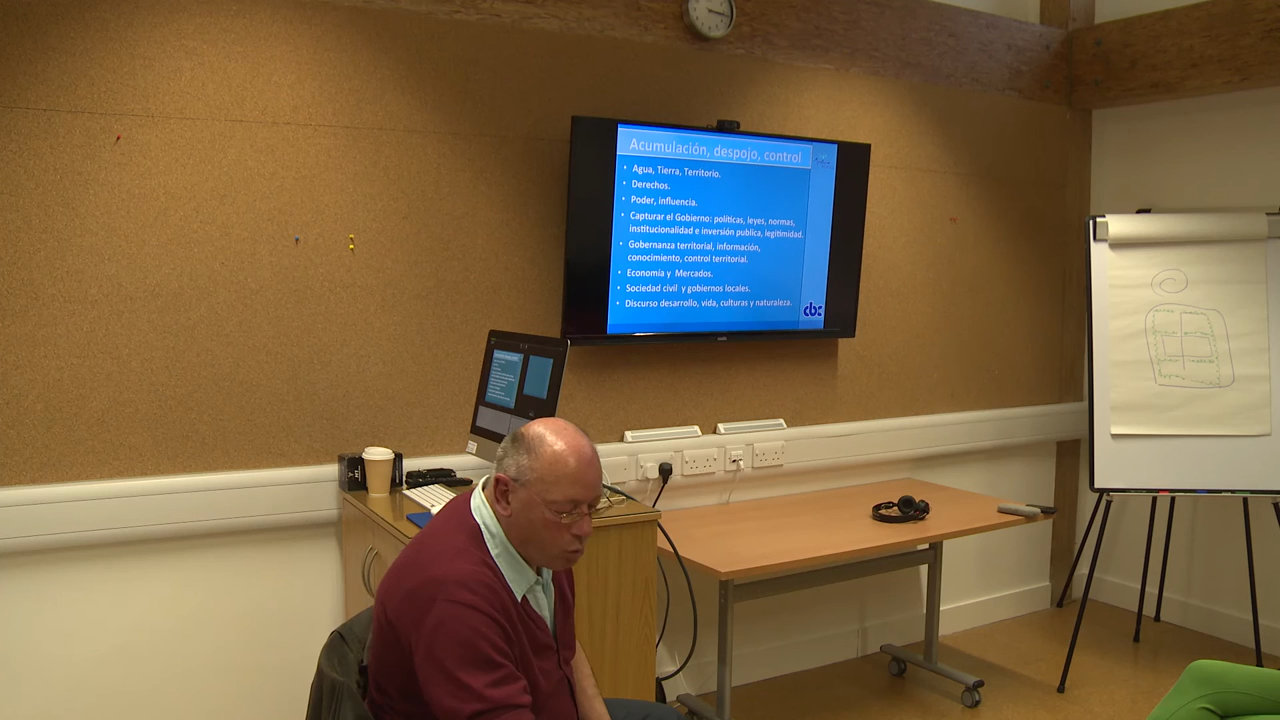 Acumulación, despojo, control
• Agua, Tierra, Territorio.
• Derechos.
• Poder, influencia.
• Capturar el Gobierno: políticas, leyes, normas,
institucionalidad e inversión publica, legitimidad.
• Gobernanza territorial, información,
conocimiento, control territorial.
• Economía y Mercados.
• Sociedad civil y gobiernos locales.
• Discurso desarrollo, vida, culturas y naturaleza.
cbc